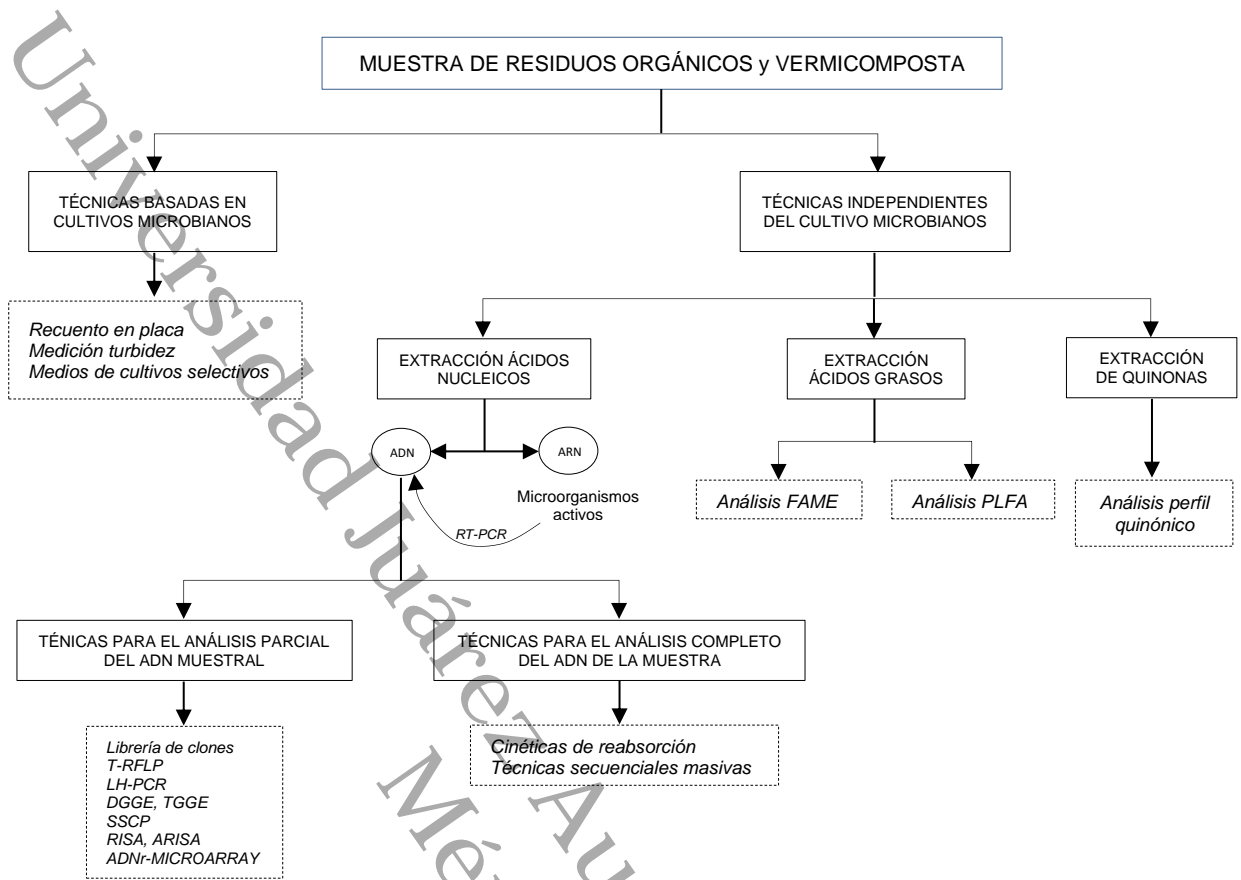 MUESTRA DE RESIDUOS ORGÁNICOS y VERMICOMPOSTA
TÉCNICAS BASADAS EN
CULTIVOS MICROBIANOS
TÉCNICAS INDEPENDIENTES
DEL CULTIVO MICROBIANOS
Recuento en placa
Medición turbidez
Medios de cultivos selectivos
EXTRACCIÓN ÁCIDOS
NUCLEICOS
EXTRACCIÓN
ÁCIDOS GRASOS
EXTRACCIÓN
DE QUINONAS
ADN
ARN
Microorganismos
activos
RT-PCR
Análisis FAME
Análisis PLFA
Análisis perfil
quinónico
TÉNICAS PARA EL ANÁLISIS PARCIAL
DEL ADN MUESTRAL
TÉCNICAS PARA EL ANÁLISIS COMPLETO
DEL ADN DE LA MUESTRA
Librería de clones
T-RFLP
LH-PCR
DGGE, TGGE
SSCP
RISA, ARISA
ADNr-MICROARRAY
Cinéticas de reabsorción
Técnicas secuenciales masivas
Universidad Juárez Au
Mé